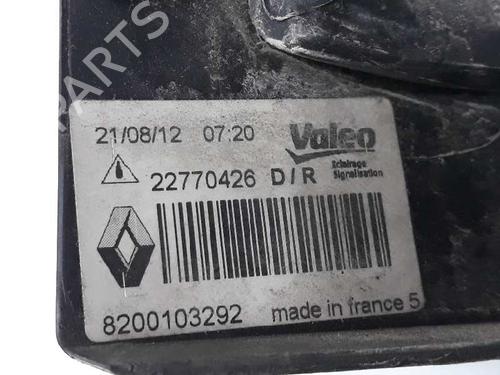 PARTS
21/08/12 07:20 Valeo
Eclairage
Signalisation
22770426 D/R
8200103292 made in france 5